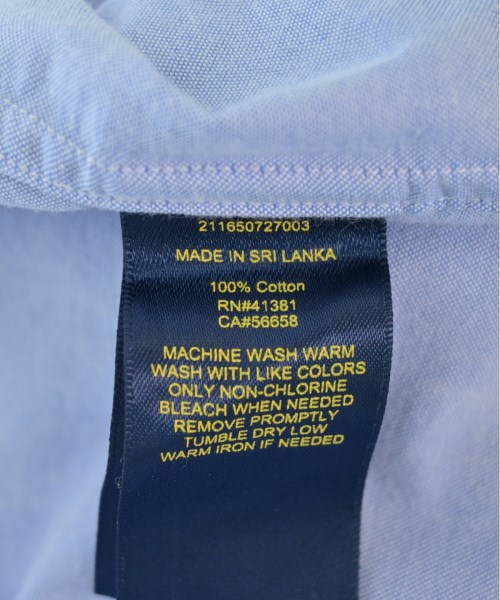 211650727003
MADE IN SRI LANKA
100% Cotton
RN#41381
CA#56658
MACHINE WASH WARM
WASH WITH LIKE COLORS
ONLY NON-CHLORINE
BLEACH WHEN NEEDED
REMOVE PROMPTLY
TUMBLE DRY LOW
WARM IRON IF NEEDED